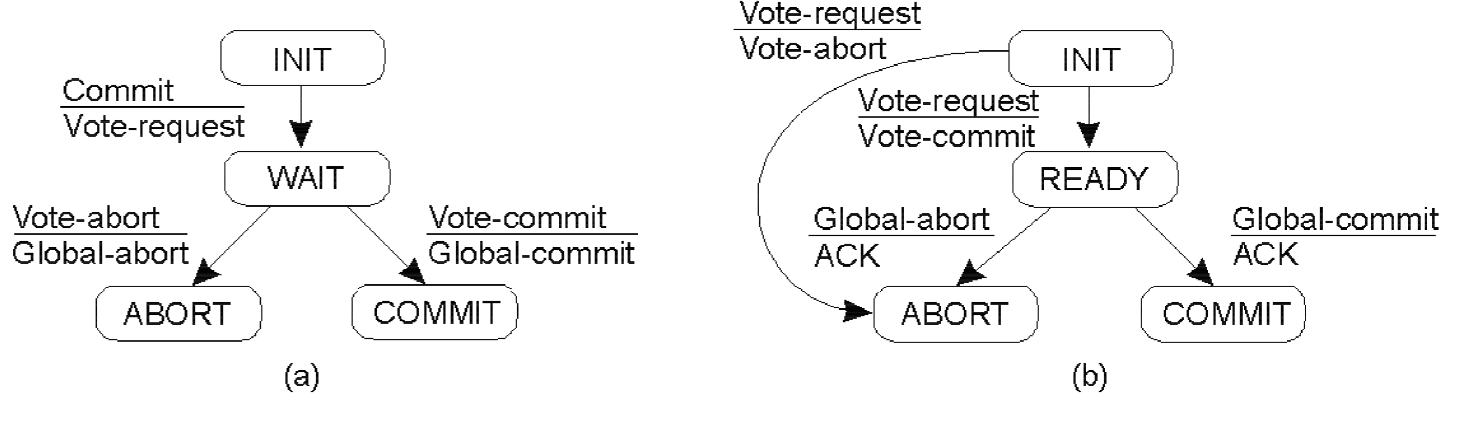 INIT
Commit
Vote-request
WAIT
Vote-abort
Global-abort
Vote-commit
Global-commit
ABORT
COMMIT
(a)
Vote-request
Vote-abort
INIT
Vote-request
Vote-commit
READY
Global-abort
ACK
Global-commit
ACK
ABORT
COMMIT
(b)